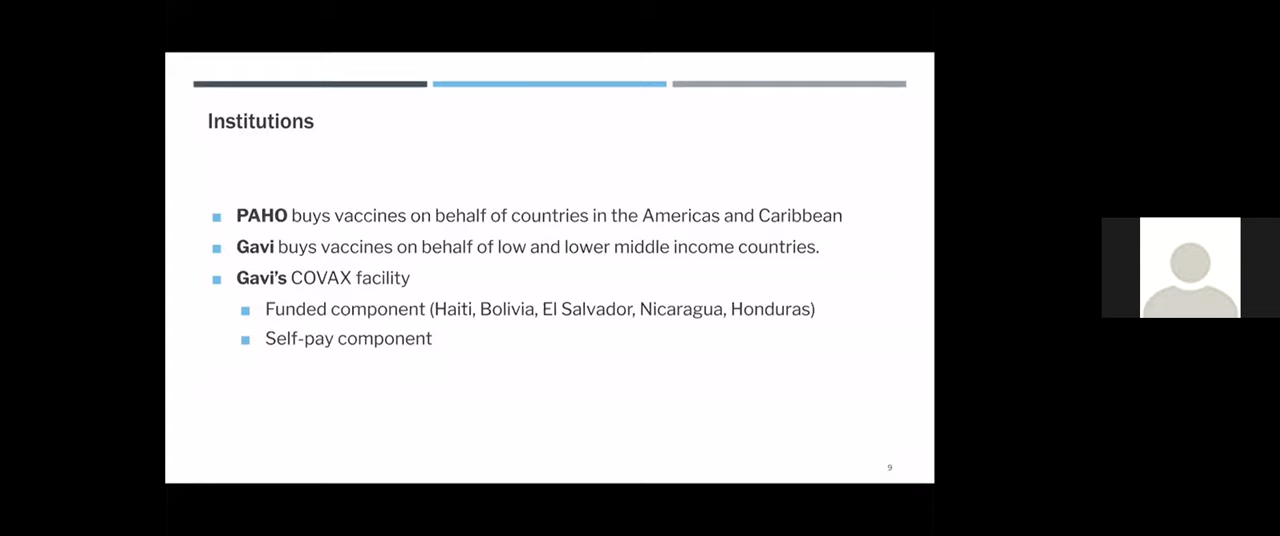 Institutions
PAHO buys vaccines on behalf of countries in the Americas and Caribbean
Gavi buys vaccines on behalf of low and lower middle income countries.
Gavi's COVAX facility
Funded component (Haiti, Bolivia, El Salvador, Nicaragua, Honduras)
Self-pay component
9